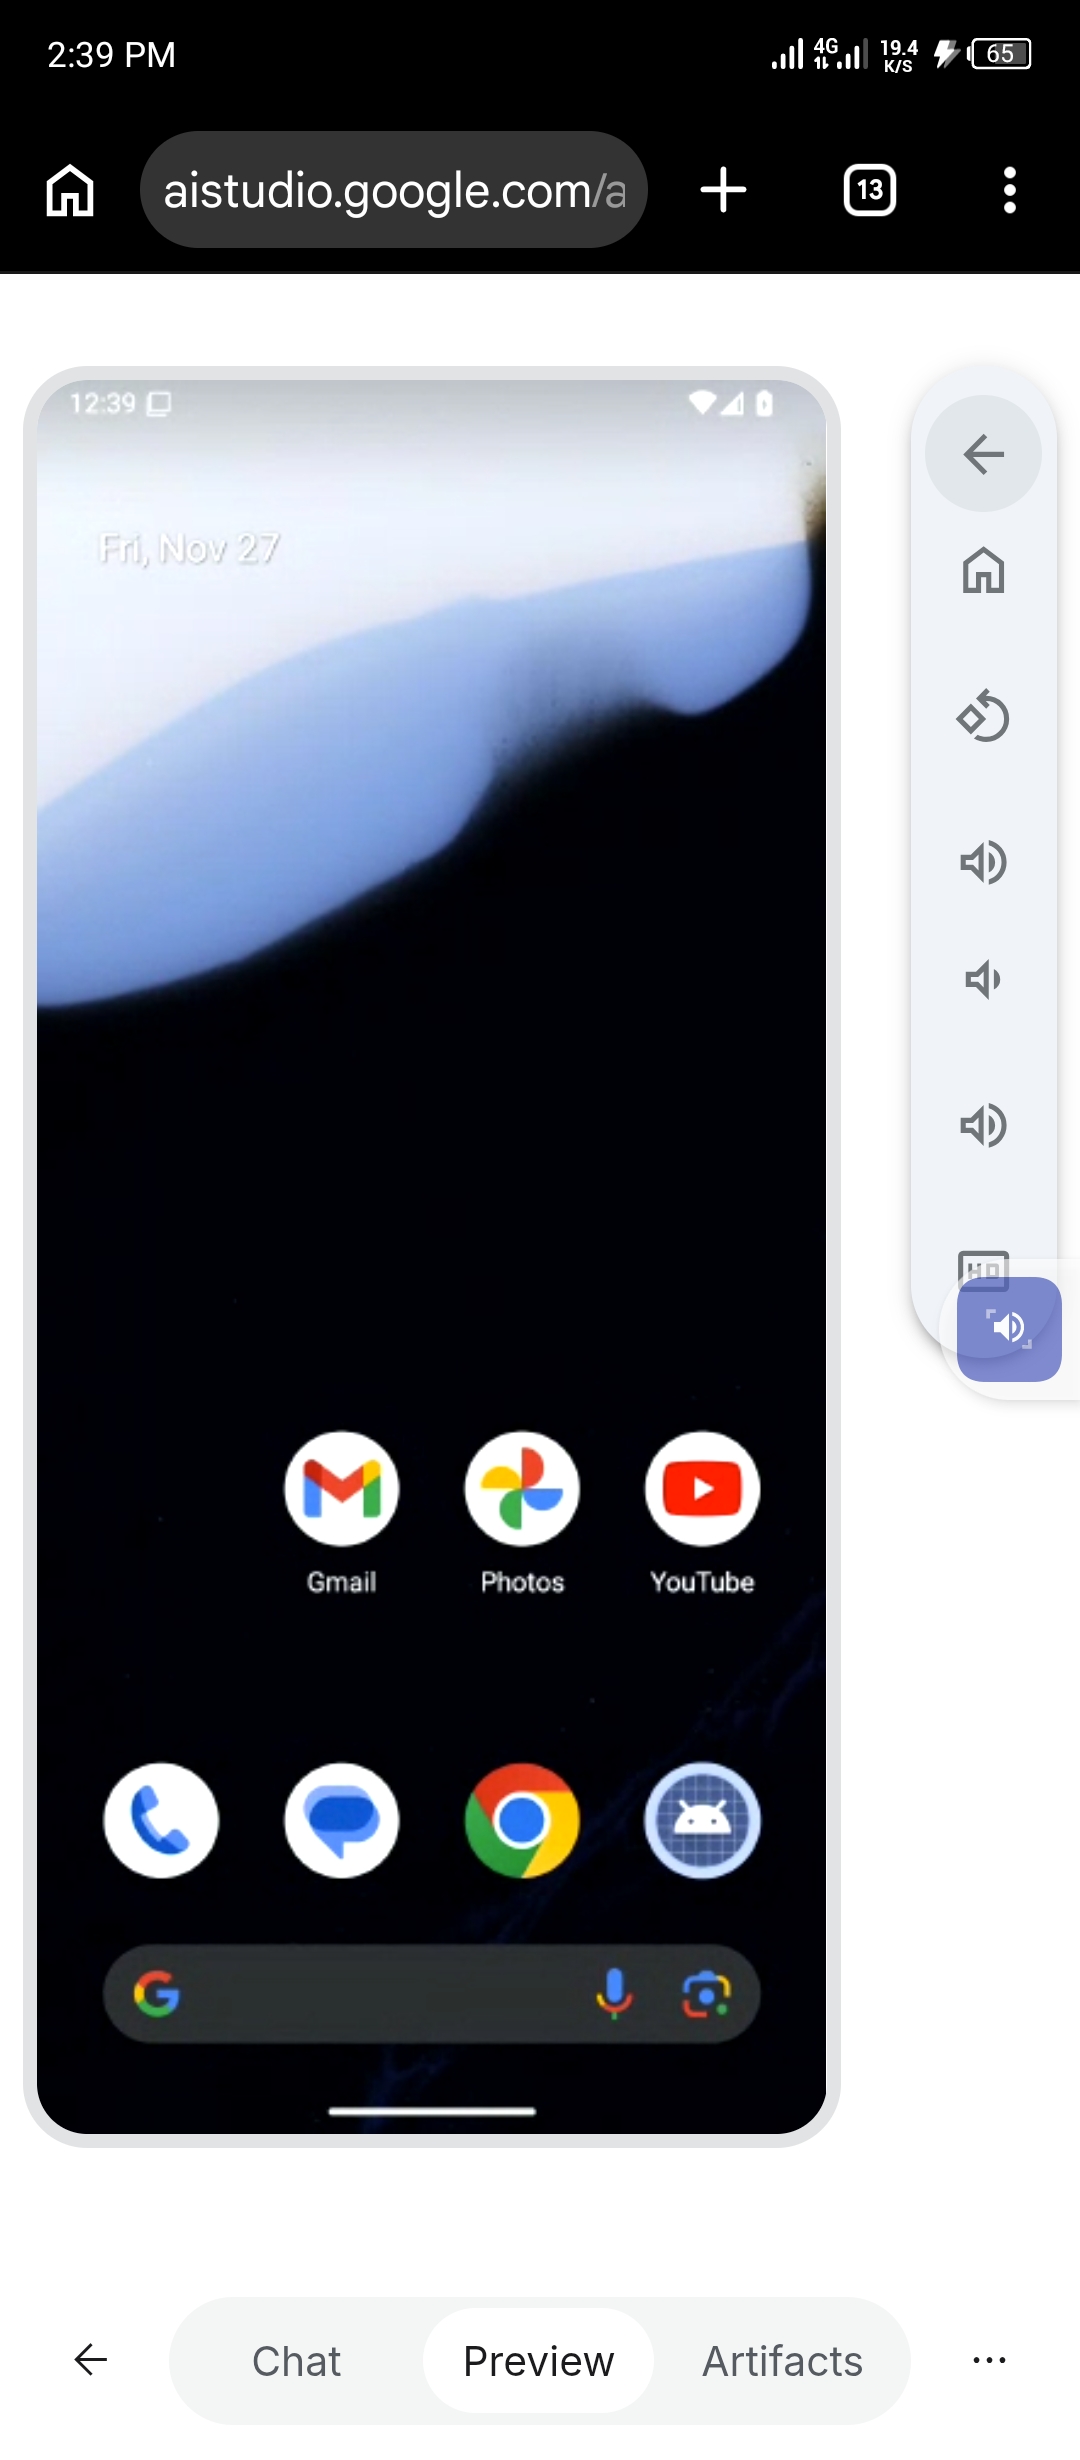 2:39 PM
4G
19.4
K/S
65
aistudio.google.com/a
13
12:39
Fri, Nov 27
HD
Gmail
Photos
YouTube
G
Chat
Preview
Artifacts